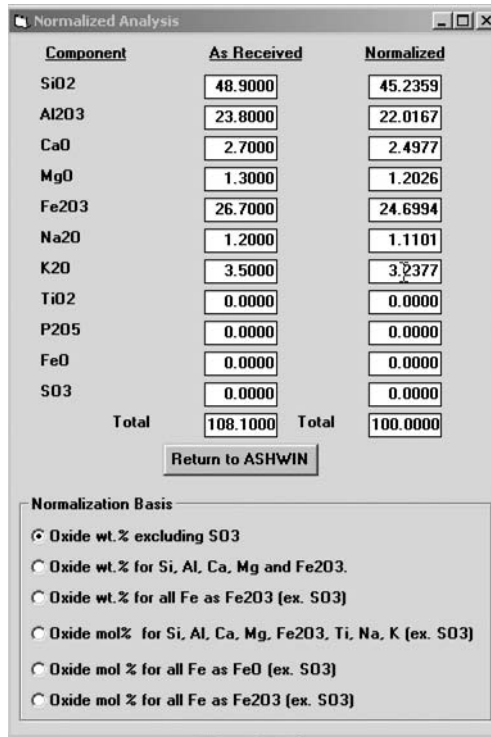 Normalized Analysis
Component As Received Normalized
SiO2 48.9000 45.2359
Al2O3 23.8000 22.0167
CaO 2.7000 2.4977
MgO 1.3000 1.2026
Fe2O3 26.7000 24.6994
Na2O 1.2000 1.1101
K2O 3.5000 3.2377
TiO2 0.0000 0.0000
P2O5 0.0000 0.0000
FeO 0.0000 0.0000
SO3 0.0000 0.0000
Total 108.1000 Total 100.0000
Return to ASHWIN
Normalization Basis
Oxide wt.% excluding SO3
Oxide wt.% for Si, Al, Ca, Mg and Fe2O3.
Oxide wt.% for all Fe as Fe2O3 (ex. SO3)
Oxide mol% for Si, Al, Ca, Mg, Fe2O3, Ti, Na, K (ex. SO3)
Oxide mol % for all Fe as FeO (ex. SO3)
Oxide mol % for all Fe as Fe2O3 (ex. SO3)